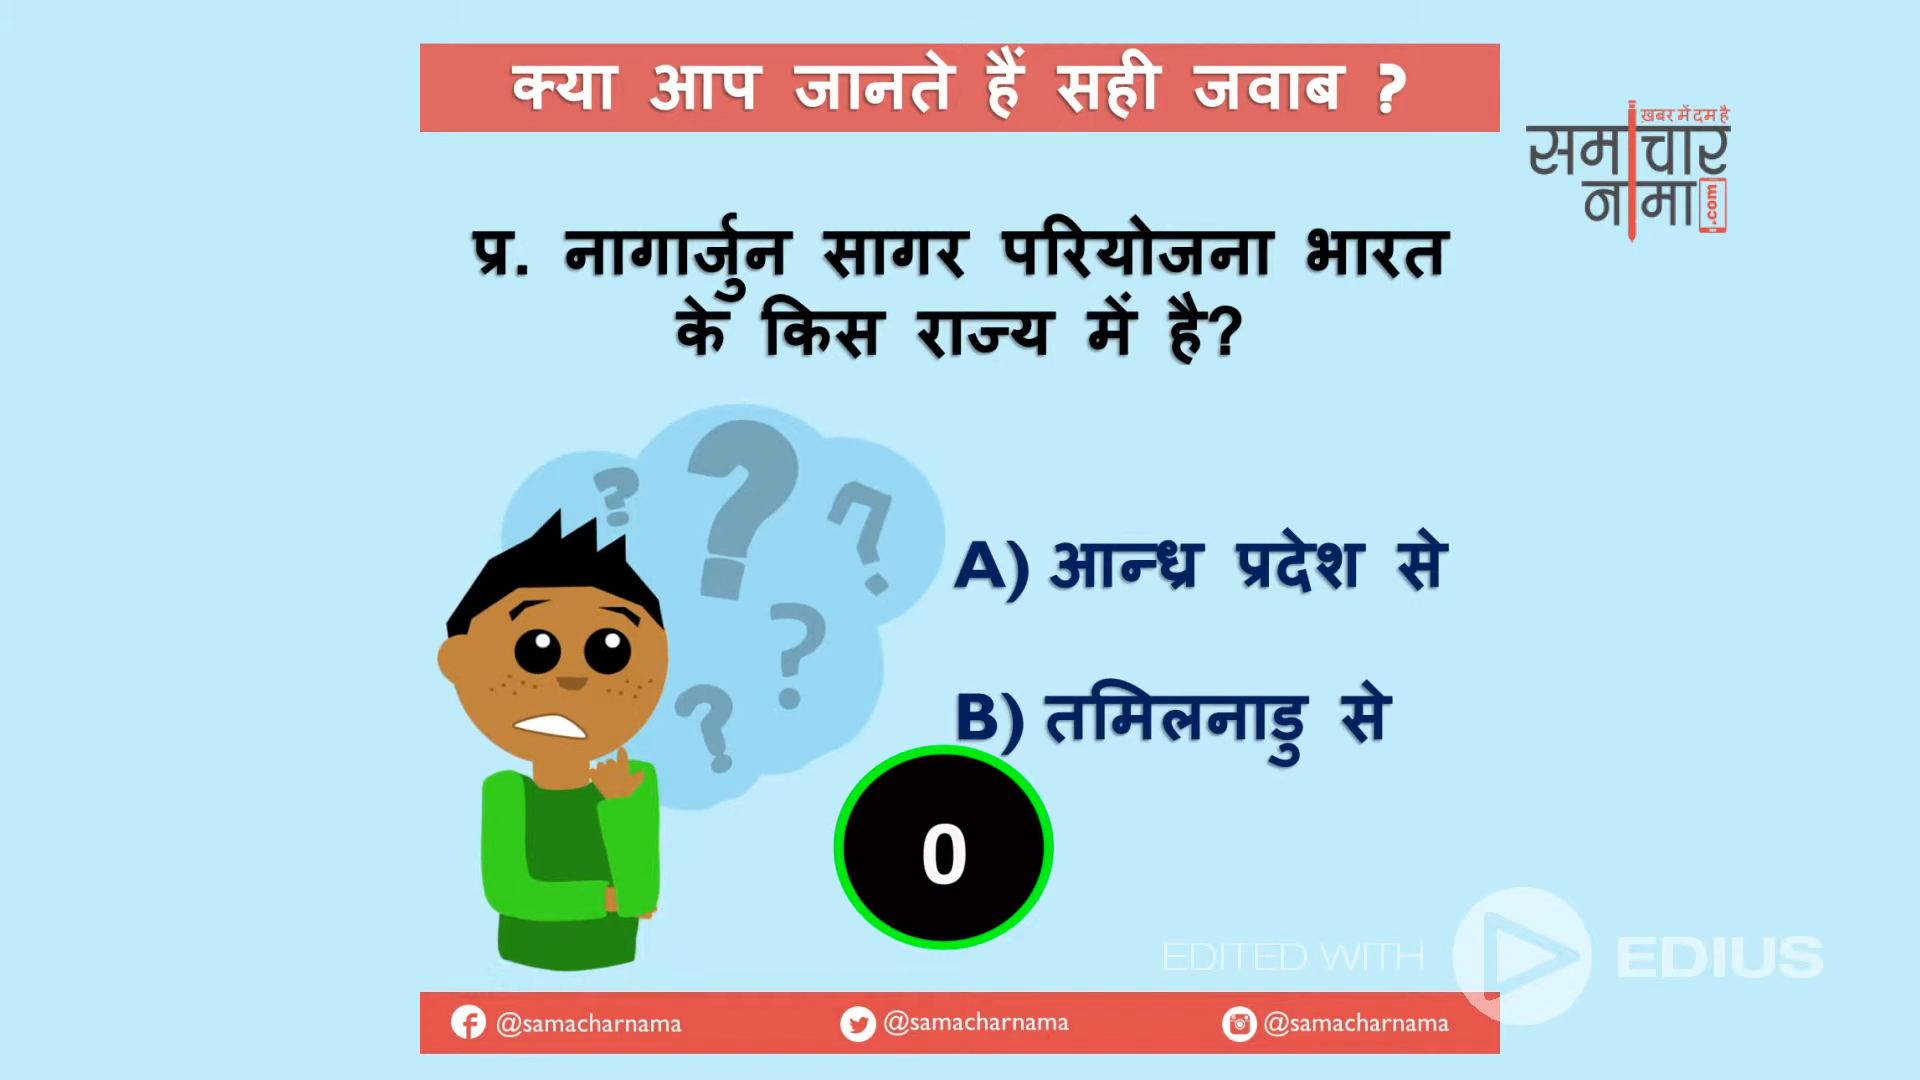 क्या आप जानते हैं सही जवाब ?
ख़बर में दम है
समाचार
नामा
.com
प्र. नागार्जुन सागर परियोजना भारत
के किस राज्य में है?
A) आन्ध्र प्रदेश से
B) तमिलनाडु से
0
EDITED WITH EDIUS
@samacharnama @samacharnama @samacharnama